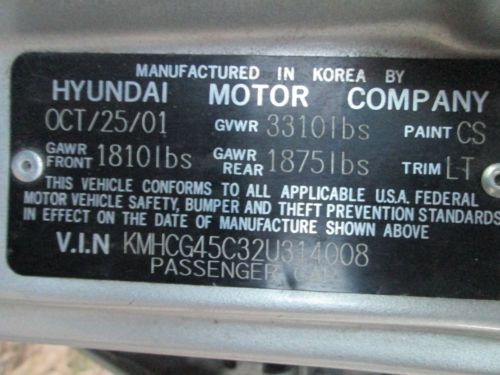 MANUFACTURED IN KOREA BY
HYUNDAI MOTOR COMPANY
OCT/25/01 GVWR 3310lbs PAINT CS
GAWR FRONT 1810lbs GAWR REAR 1875lbs TRIM LT
THIS VEHICLE CONFORMS TO ALL APPLICABLE U.S.A. FEDERAL
MOTOR VEHICLE SAFETY, BUMPER AND THEFT PREVENTION STANDARDS
IN EFFECT ON THE DATE OF MANUFACTURE SHOWN ABOVE
V.I.N KMHCG45C32U314008
PASSENGER CAR